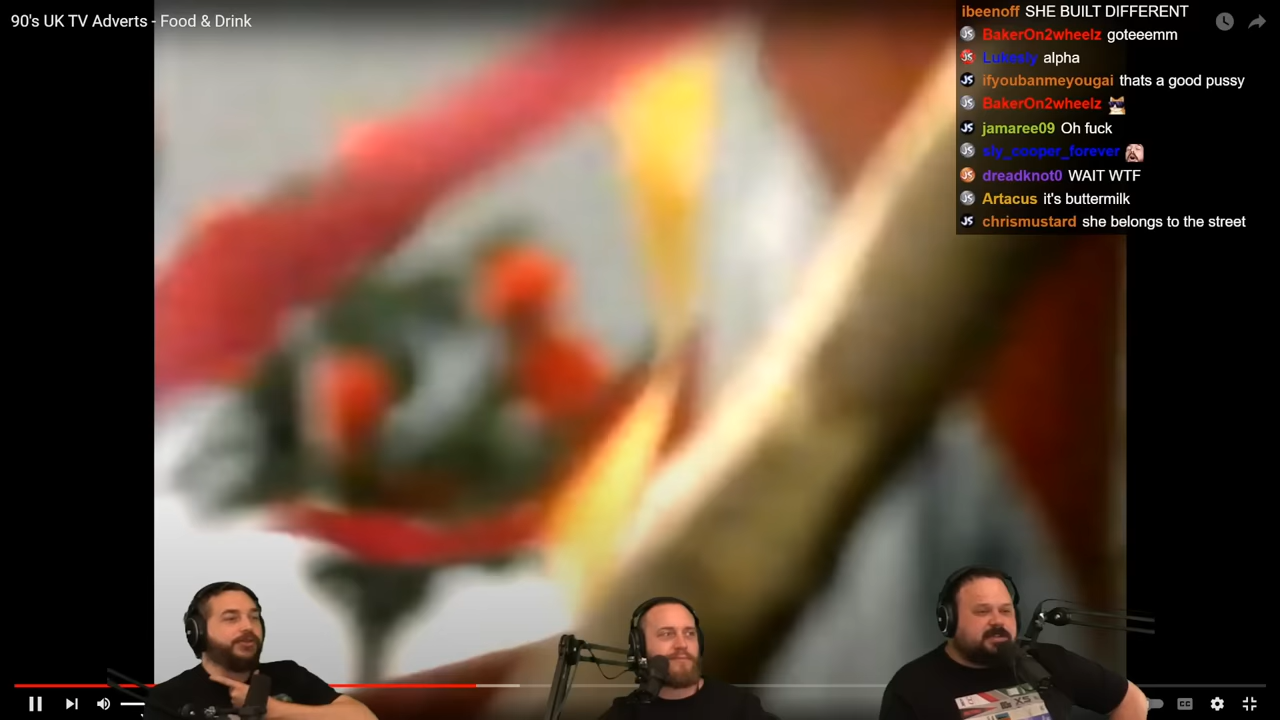 90's UK TV Adverts - Food & Drink
ibeenoff SHE BUILT DIFFERENT
BakerOn2wheelz goteeemm
Lukesty alpha
ifyoubanmeyougai thats a good pussy
BakerOn2wheelz
jamaree09 Oh fuck
sly_cooper_forever
dreadknot0 WAIT WTF
Artacus it's buttermilk
chrismustard she belongs to the street